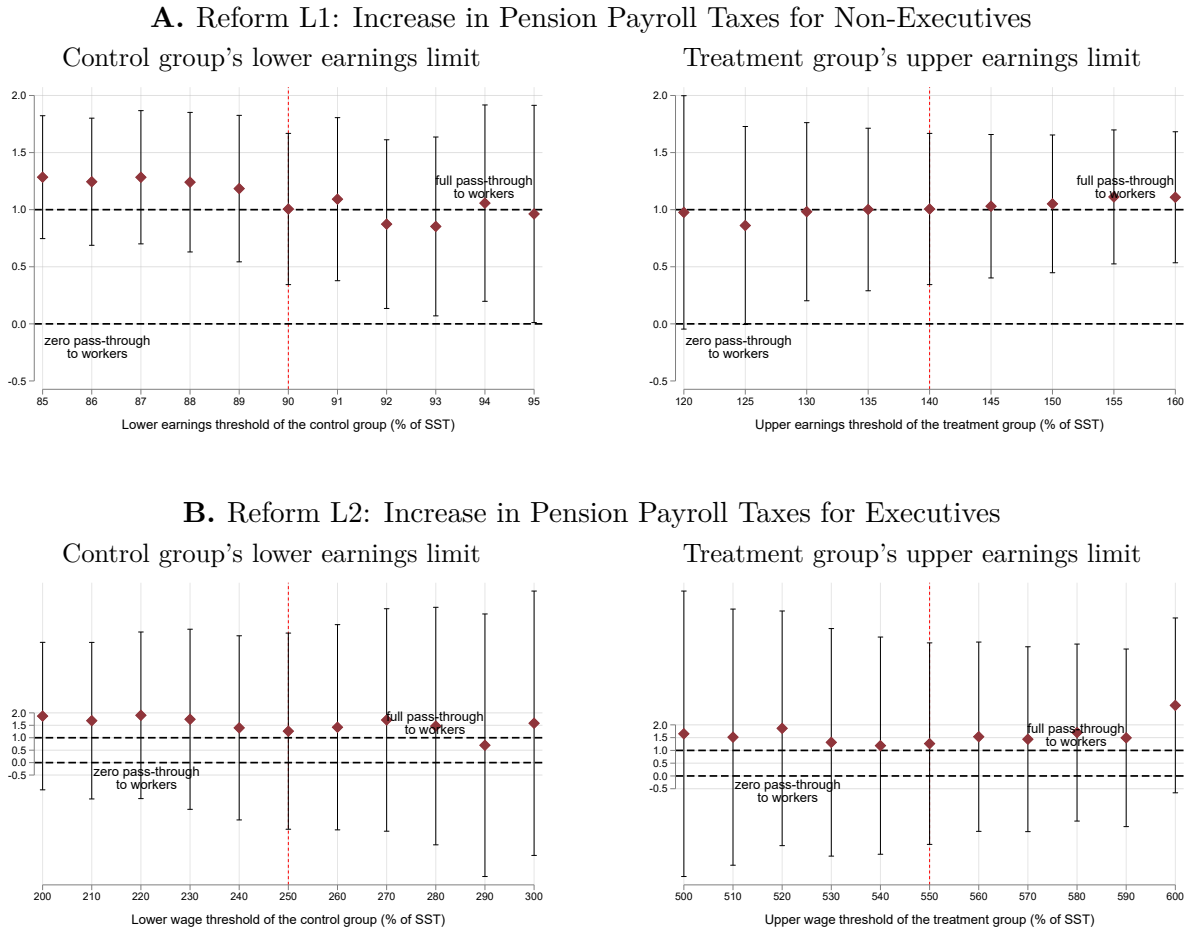 A. Reform L1: Increase in Pension Payroll Taxes for Non-Executives
Control group's lower earnings limit
2.0
1.5
1.0
0.5
0.0
-0.5
full pass-through
to workers
zero pass-through
to workers
85 86 87 88 89 90 91 92 93 94 95
Lower earnings threshold of the control group (% of SST)
Treatment group's upper earnings limit
2.0
1.5
1.0
0.5
0.0
-0.5
full pass-through
to workers
zero pass-through
to workers
120 125 130 135 140 145 150 155 160
Upper earnings threshold of the treatment group (% of SST)
B. Reform L2: Increase in Pension Payroll Taxes for Executives
Control group's lower earnings limit
2.0
1.5
1.0
0.5
0.0
-0.5
full pass-through
to workers
zero pass-through
to workers
200 210 220 230 240 250 260 270 280 290 300
Lower wage threshold of the control group (% of SST)
Treatment group's upper earnings limit
2.0
1.5
1.0
0.5
0.0
-0.5
full pass-through
to workers
zero pass-through
to workers
500 510 520 530 540 550 560 570 580 590 600
Upper wage threshold of the treatment group (% of SST)